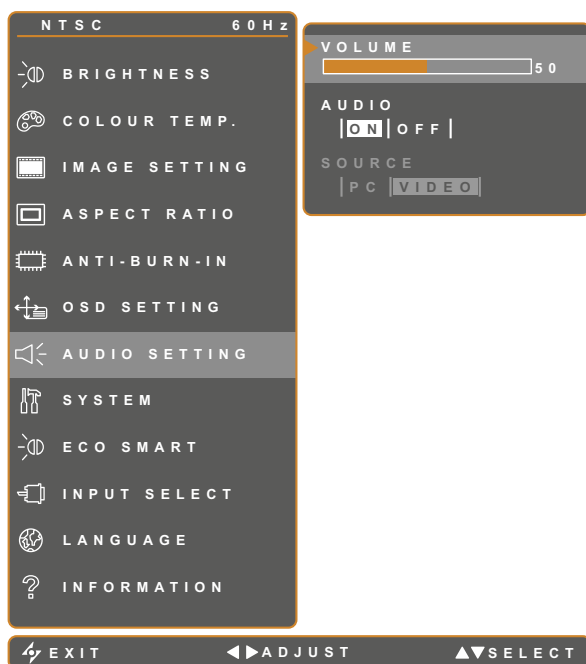 NTSC 60Hz
BRIGHTNESS
COLOUR TEMP.
IMAGE SETTING
ASPECT RATIO
ANTI-BURN-IN
OSD SETTING
AUDIO SETTING
SYSTEM
ECO SMART
INPUT SELECT
LANGUAGE
INFORMATION
VOLUME
50
AUDIO
ON OFF
SOURCE
PC VIDEO
EXIT ADJUST SELECT